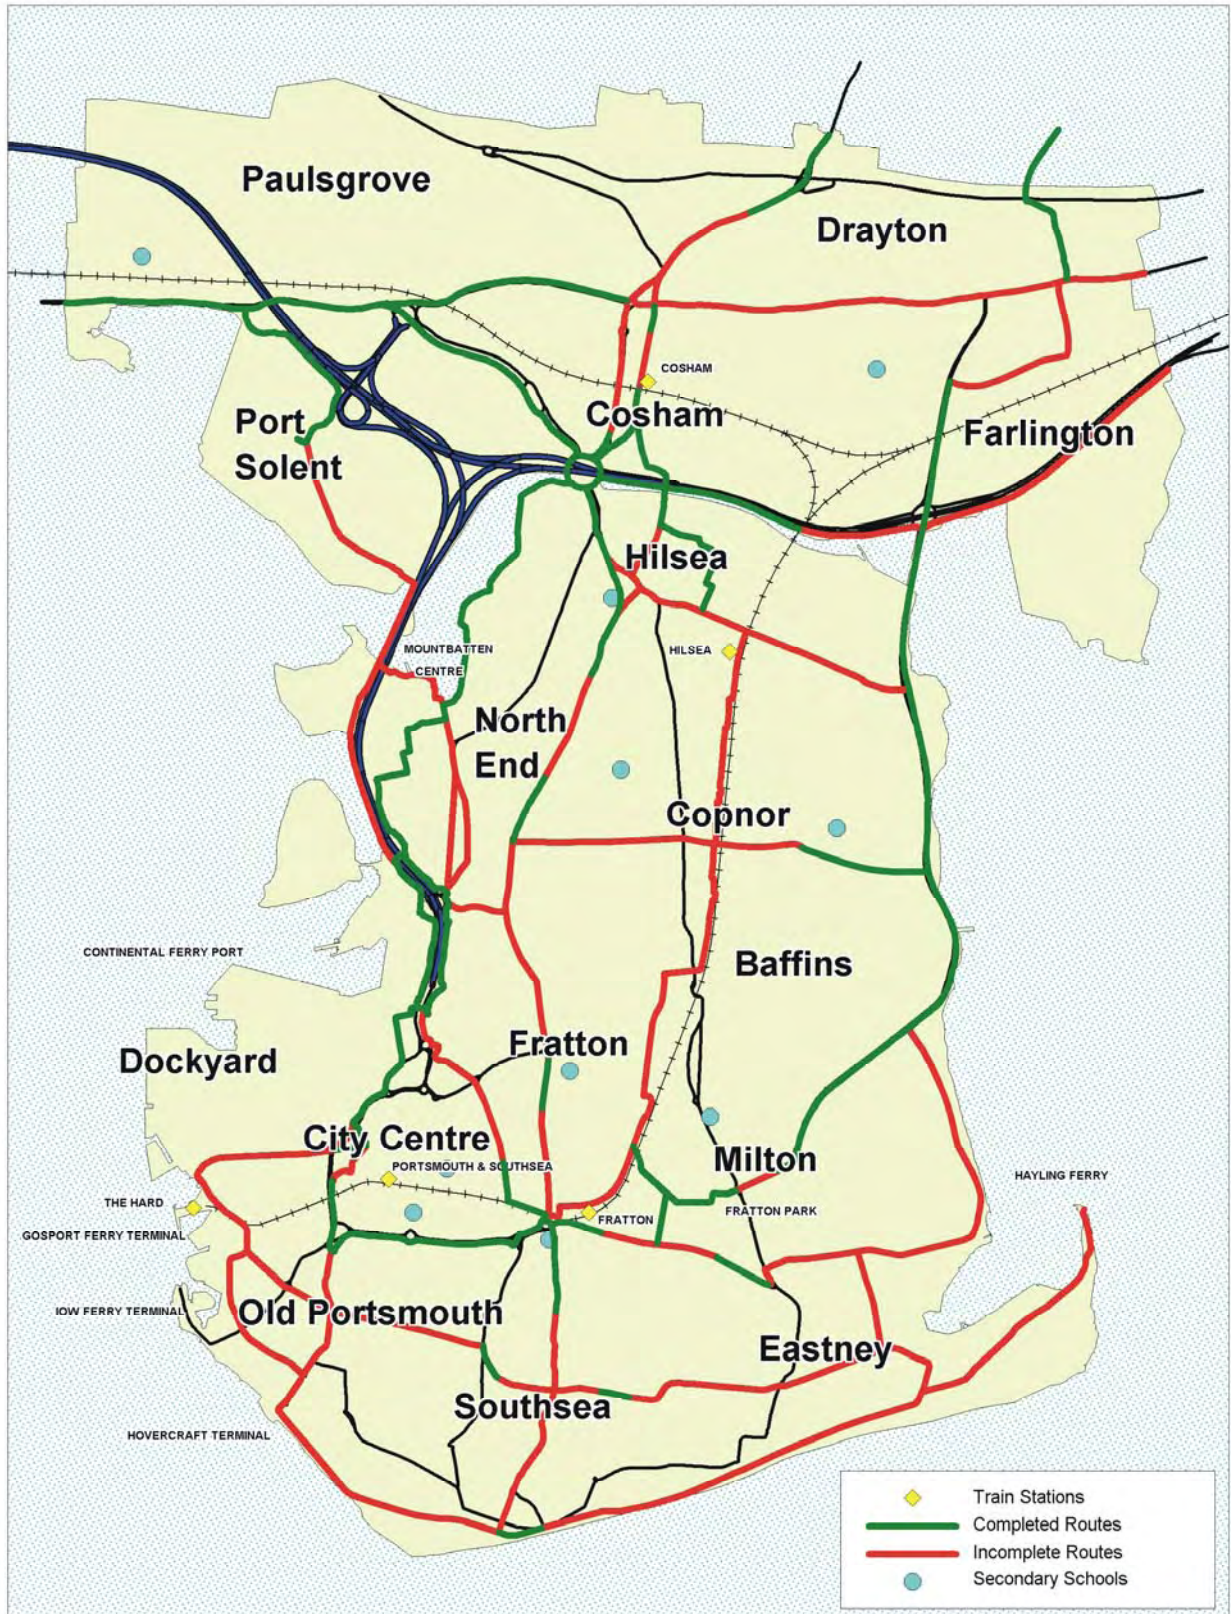 Paulsgrove
Drayton
COSHAM
Cosham
Port
Solent
Farlington
Hilsea
MOUNTBATTEN
CENTRE
HILSEA
North
End
Copnor
CONTINENTAL FERRY PORT
Baffins
Fratton
Dockyard
City Centre
PORTSMOUTH & SOUTHSEA
Milton
HAYLING FERRY
THE HARD
FRATTON
FRATTON PARK
GOSPORT FERRY TERMINAL
IOW FERRY TERMINAL
Old Portsmouth
Eastney
Southsea
HOVERCRAFT TERMINAL
Train Stations
Completed Routes
Incomplete Routes
Secondary Schools